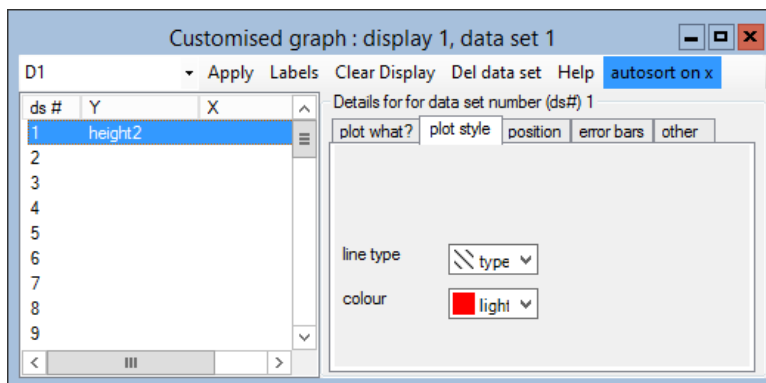 Customised graph : display 1, data set 1
D1 Apply Labels Clear Display Del data set Help autosort on x
ds # Y X
1 height2
2
3
4
5
6
7
8
9
Details for for data set number (ds#) 1
plot what? plot style position error bars other
line type type
colour light